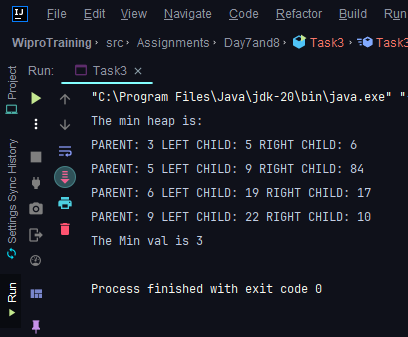 IJ File Edit View Navigate Code Refactor Build Run
WiproTraining › src › Assignments › Day7and8 › Task3 › Task3
Run: Task3 ×
Project
Settings Sync History
Run
"C:\Program Files\Java\jdk-20\bin\java.exe" "-
The min heap is:
PARENT: 3 LEFT CHILD: 5 RIGHT CHILD: 6
PARENT: 5 LEFT CHILD: 9 RIGHT CHILD: 84
PARENT: 6 LEFT CHILD: 19 RIGHT CHILD: 17
PARENT: 9 LEFT CHILD: 22 RIGHT CHILD: 10
The Min val is 3
Process finished with exit code 0